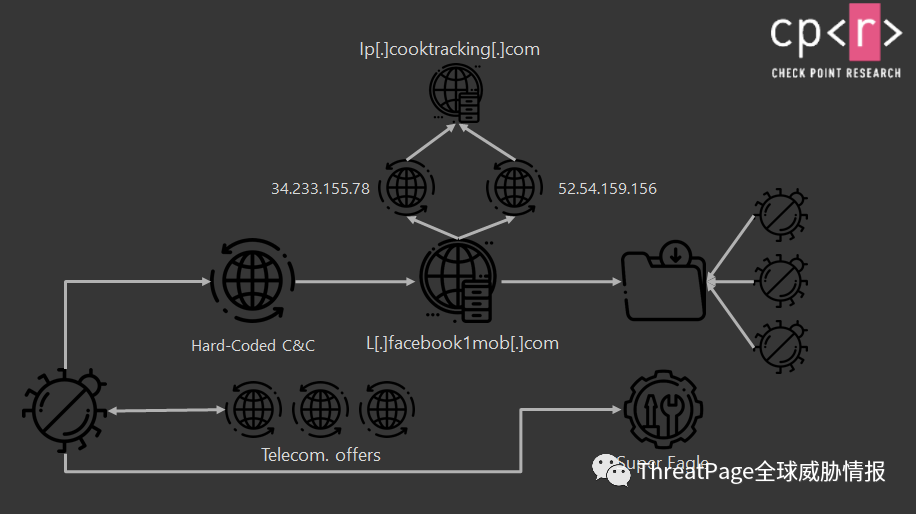 cp<r>
CHECK POINT RESEARCH
lp[.]cooktracking[.]com
34.233.155.78
52.54.159.156
Hard-Coded C&C
L[.]facebook1mob[.]com
Telecom. offers
Super Eagle
ThreatPage全球威胁情报